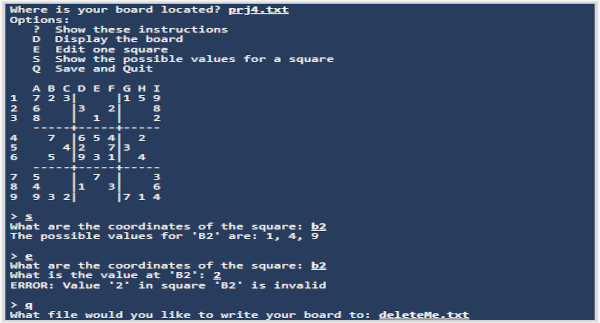 Where is your board located? prj4.txt
Options:
   ?  Show these instructions
   D  Display the board
   E  Edit one square
   S  Show the possible values for a square
   Q  Save and Quit
   A B C D E F G H I
1  7 2 3|     |1 5 9
2  6    |3   2|    8
3  8    |  1  |    2
   -----+-----+-----
4    7  |6 5 4|  2
5      4|2   7|3
6    5  |9 3 1|  4
   -----+-----+-----
7  5    |  7  |    3
8  4    |1   3|    6
9  9 3 2|     |7 1 4
> s
What are the coordinates of the square: b2
The possible values for 'B2' are: 1, 4, 9
> e
What are the coordinates of the square: b2
What is the value at 'B2': 2
ERROR: Value '2' in square 'B2' is invalid
> q
What file would you like to write your board to: deleteMe.txt